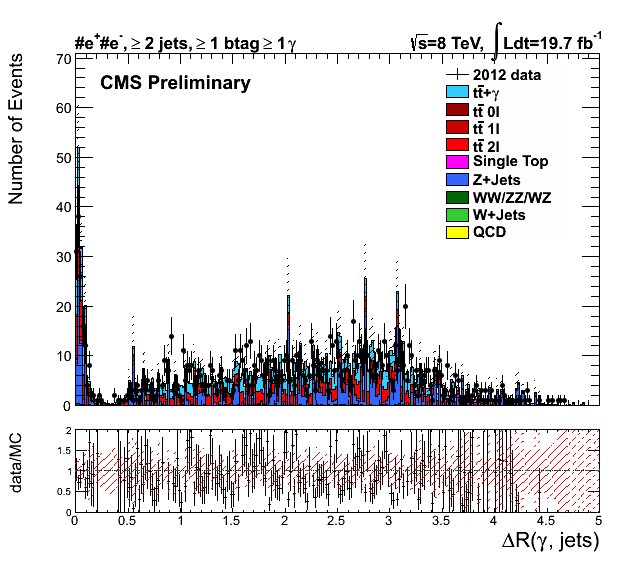 #e⁺#e⁻, ≥ 2 jets, ≥ 1 btag ≥ 1 γ
√s=8 TeV, ∫ Ldt=19.7 fb⁻¹
CMS Preliminary
2012 data
tt̄+γ
tt̄ 0l
tt̄ 1l
tt̄ 2l
Single Top
Z+Jets
WW/ZZ/WZ
W+Jets
QCD
Number of Events
70
60
50
40
30
20
10
0
data/MC
2
1.5
1
0.5
0
0 0.5 1 1.5 2 2.5 3 3.5 4 4.5 5
ΔR(γ, jets)